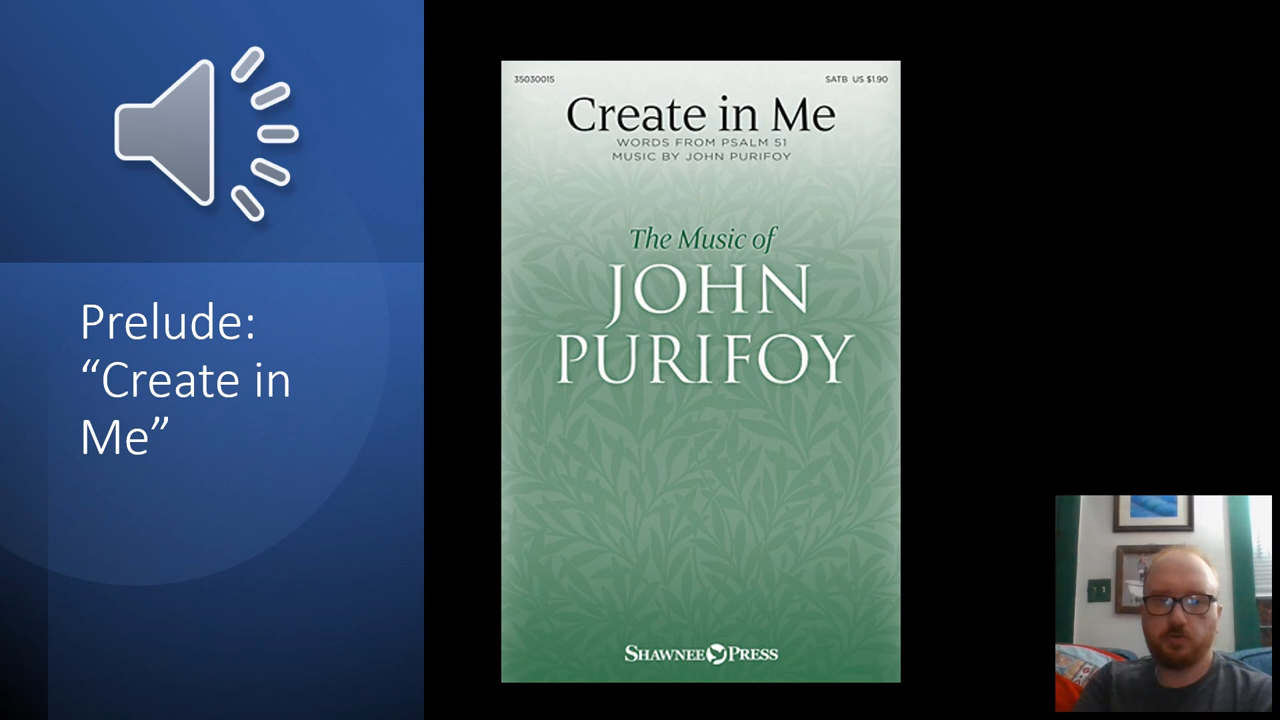 Prelude:
“Create in
Me”
35030015
SATB US $1.90
Create in Me
WORDS FROM PSALM 51
MUSIC BY JOHN PURIFOY
The Music of
JOHN
PURIFOY
SHAWNEE PRESS